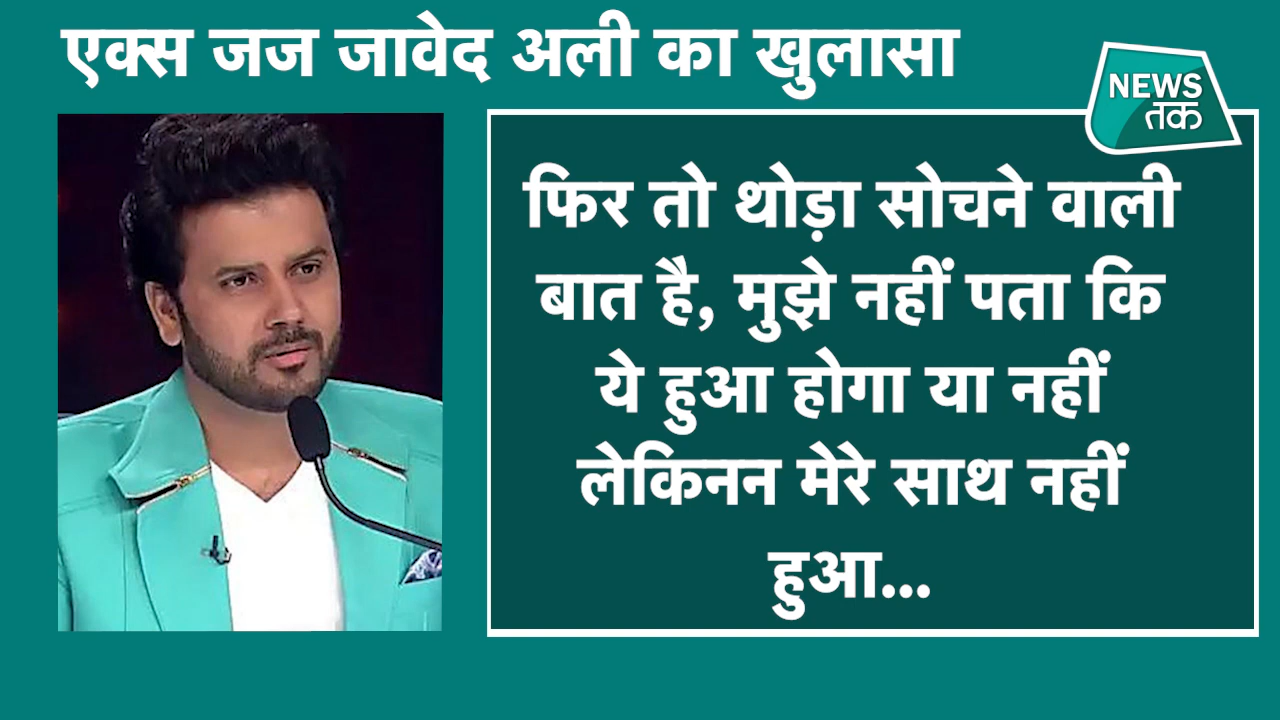 एक्स जज जावेद अली का खुलासा
NEWS
तक
फिर तो थोड़ा सोचने वाली
बात है, मुझे नहीं पता कि
ये हुआ होगा या नहीं
लेकिनन मेरे साथ नहीं
हुआ...